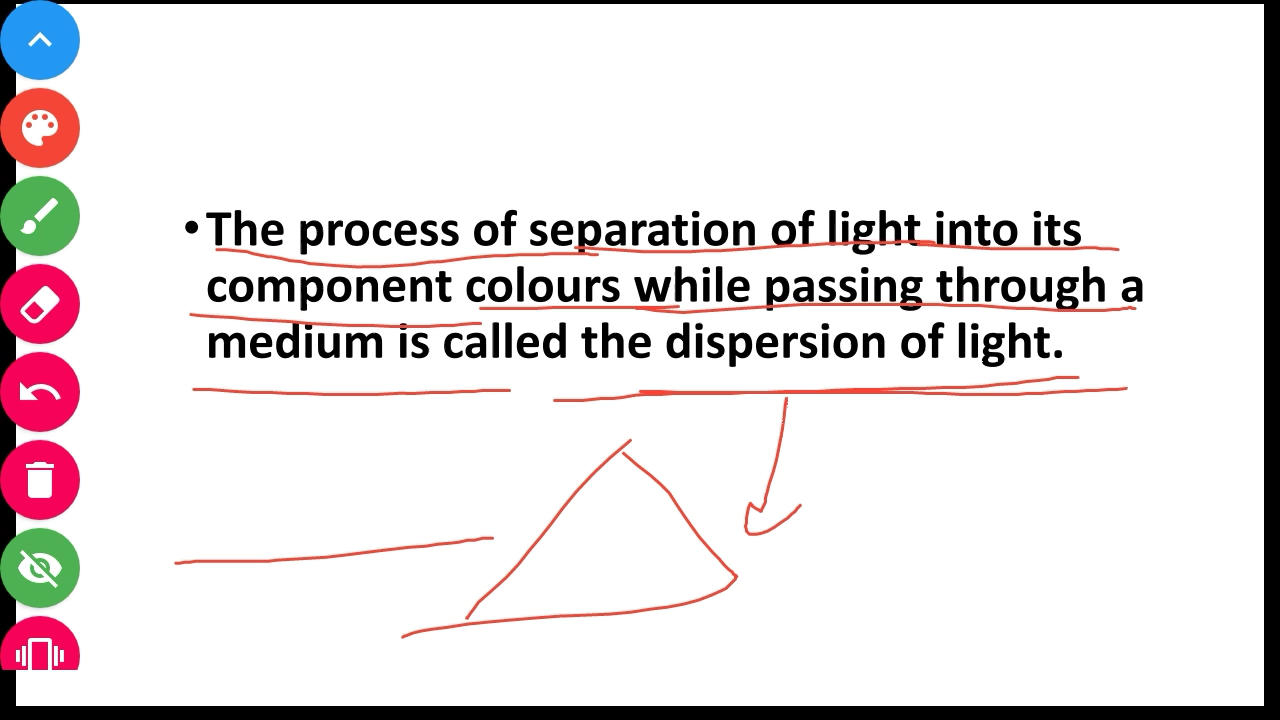 •The process of separation of light into its
component colours while passing through a
medium is called the dispersion of light.